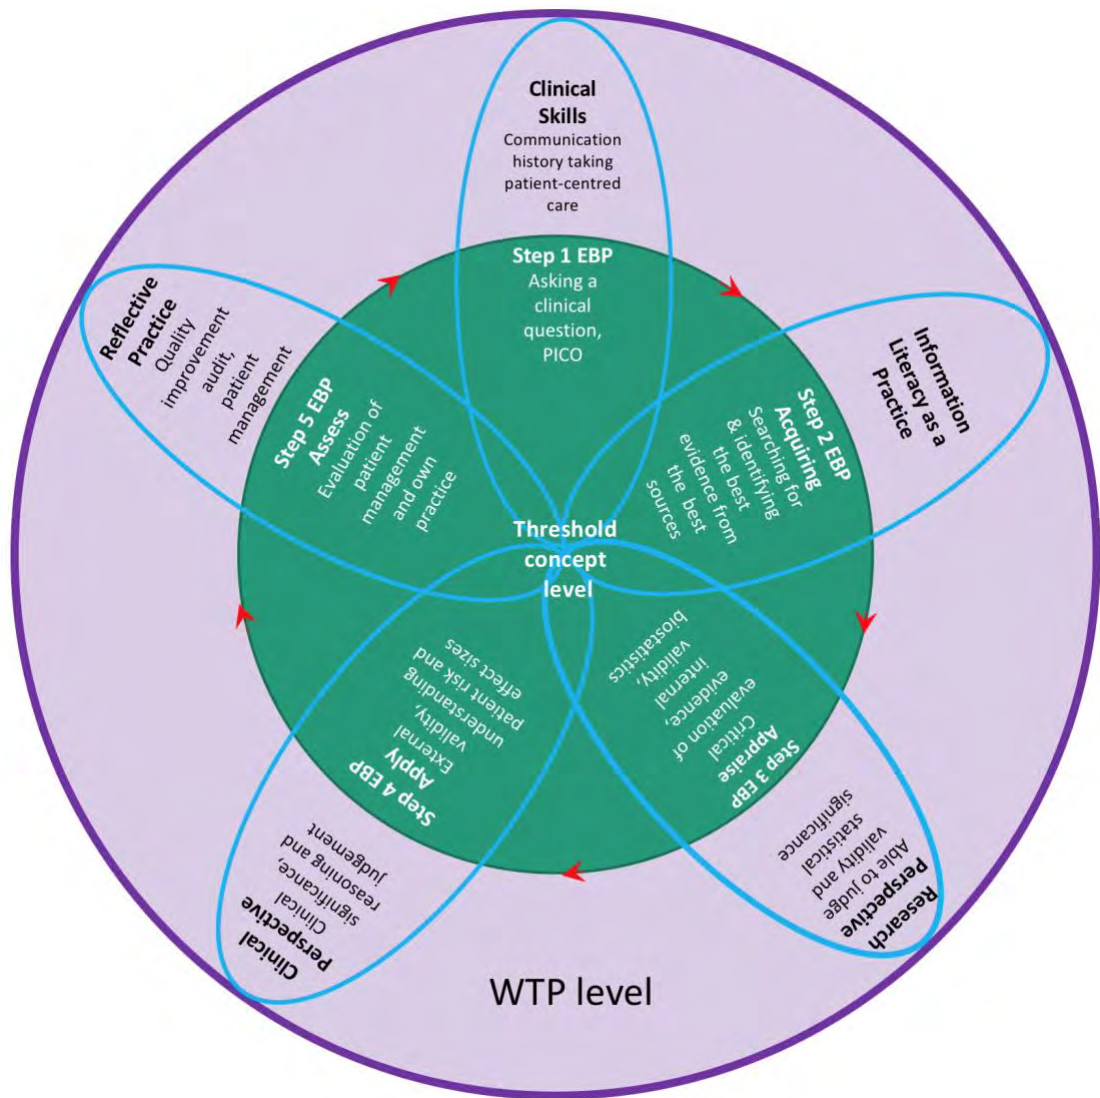 Clinical
Skills
Communication
history taking
patient-centred
care
Step 1 EBP
Asking a
clinical
question,
PICO
Information
Literacy as a
Practice
Step 2 EBP
Acquiring
Searching for
& identifying
the best
evidence from
the best
sources
Research
Perspective
Able to judge
validity and
statistical
significance
Step 3 EBP
Appraise
Critical
evaluation of
evidence,
internal
validity,
biostatistics
Clinical
Perspective
Clinical
significance,
reasoning and
judgement
Step 4 EBP
Apply
External
validity,
understanding
patient risk and
effect sizes
Reflective
Practice
Quality
improvement
audit,
patient
management
Step 5 EBP
Assess
Evaluation of
patient
management
and own
practice
Threshold
concept
level
WTP level